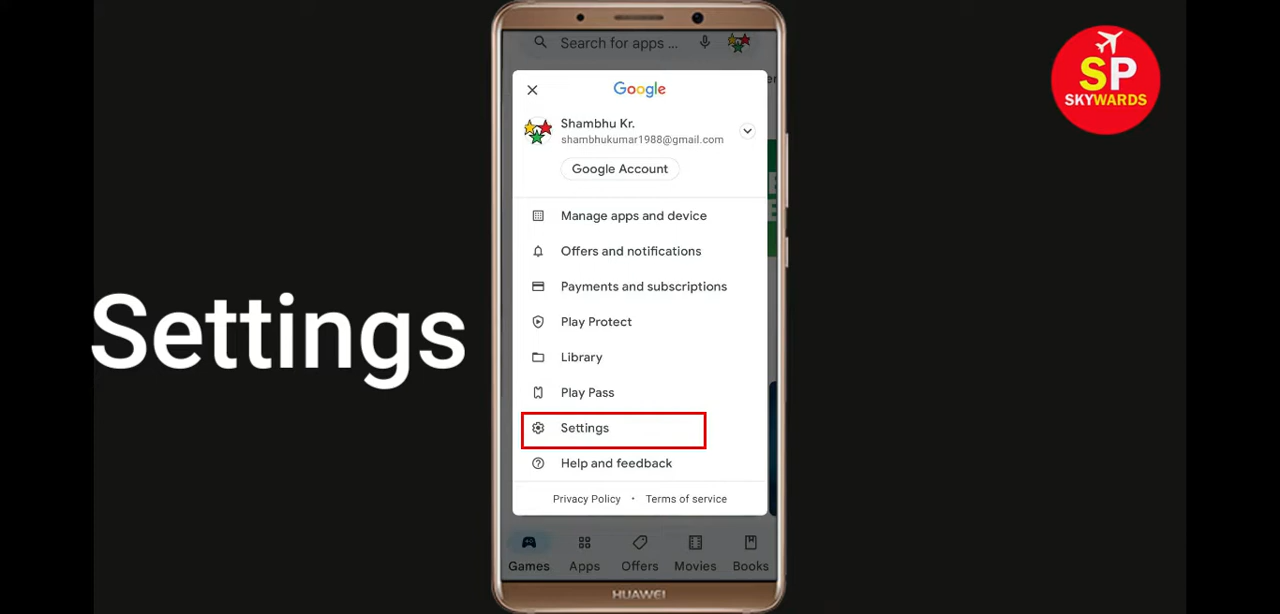 Search for apps ...
Google
Shambhu Kr.
shambhukumar1988@gmail.com
Google Account
Manage apps and device
Offers and notifications
Payments and subscriptions
Play Protect
Library
Play Pass
Settings
Help and feedback
Privacy Policy • Terms of service
Games Apps Offers Movies Books
HUAWEI
Settings
SP
SKYWARDS